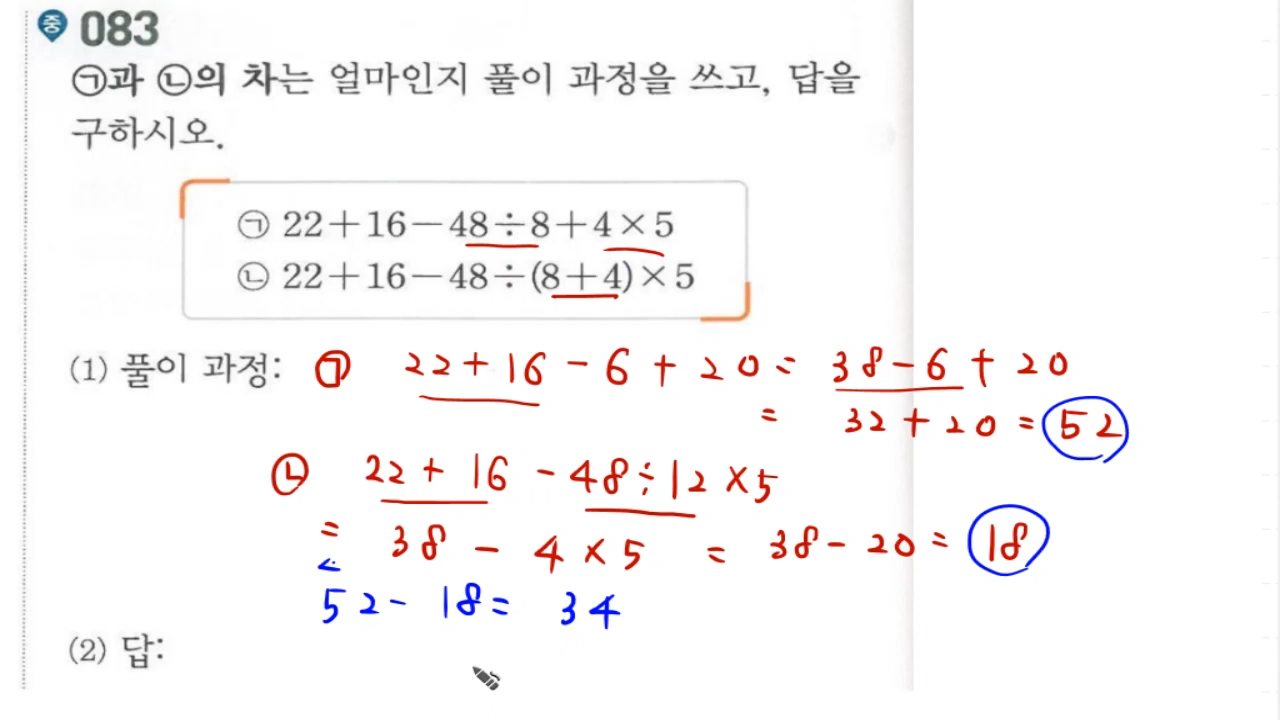 중 083
㉠과 ㉡의 차는 얼마인지 풀이 과정을 쓰고, 답을
구하시오.
㉠ 22+16-48÷8+4×5
㉡ 22+16-48÷(8+4)×5
(1) 풀이 과정: ㉠ 22+16-6+20= 38-6+20
= 32+20=52
㉡ 22+16-48÷12×5
= 38-4×5 = 38-20=18
52-18=34
(2) 답: